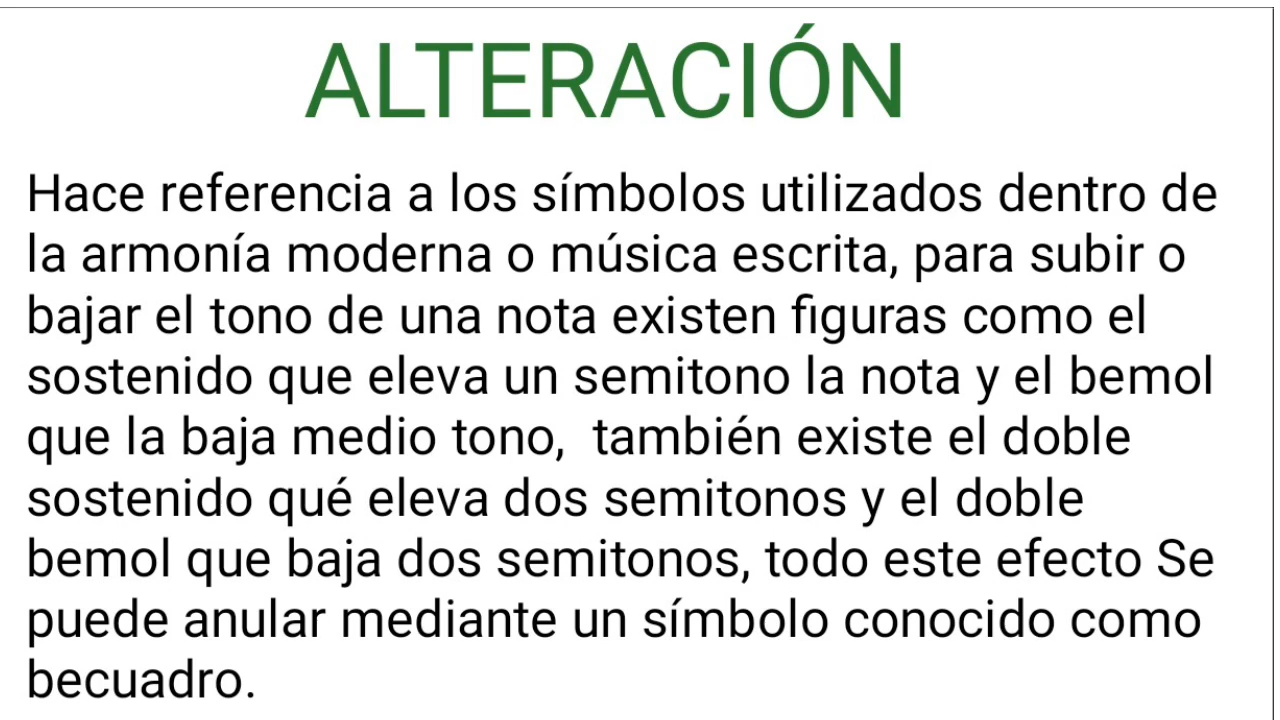 ALTERACIÓN
Hace referencia a los símbolos utilizados dentro de
la armonía moderna o música escrita, para subir o
bajar el tono de una nota existen figuras como el
sostenido que eleva un semitono la nota y el bemol
que la baja medio tono,  también existe el doble
sostenido qué eleva dos semitonos y el doble
bemol que baja dos semitonos, todo este efecto Se
puede anular mediante un símbolo conocido como
becuadro.